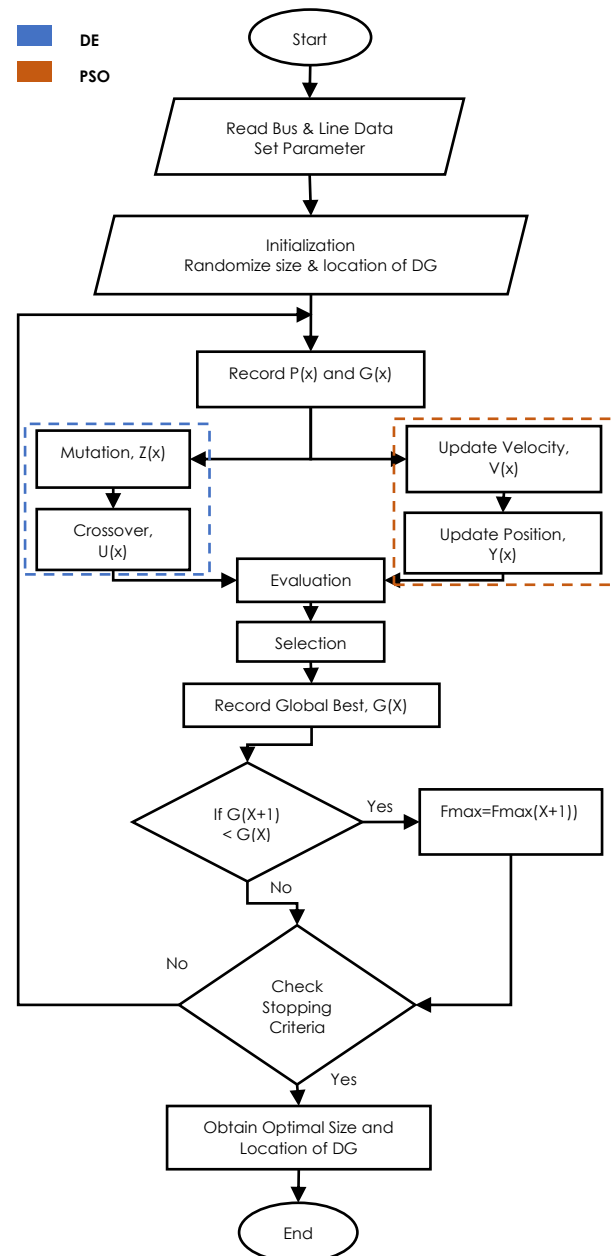 DE
PSO
Start
Read Bus & Line Data
Set Parameter
Initialization
Randomize size & location of DG
Record P(x) and G(x)
Mutation, Z(x)
Crossover,
U(x)
Update Velocity,
V(x)
Update Position,
Y(x)
Evaluation
Selection
Record Global Best, G(X)
If G(X+1)
< G(X)
Yes
Fmax=Fmax(X+1))
No
No
Check
Stopping
Criteria
Yes
Obtain Optimal Size and
Location of DG
End